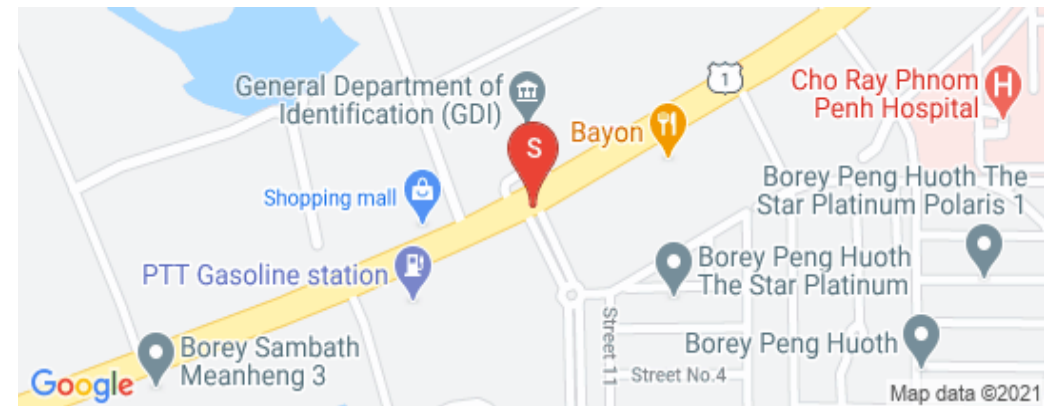 General Department of
Identification (GDI)
S
1
Bayon
Cho Ray Phnom
Penh Hospital
H
Shopping mall
Borey Peng Huoth The
Star Platinum Polaris 1
PTT Gasoline station
Borey Peng Huoth
The Star Platinum
Borey Sambath
Meanheng 3
Street 11
Borey Peng Huoth
Street No.4
Google
Map data ©2021